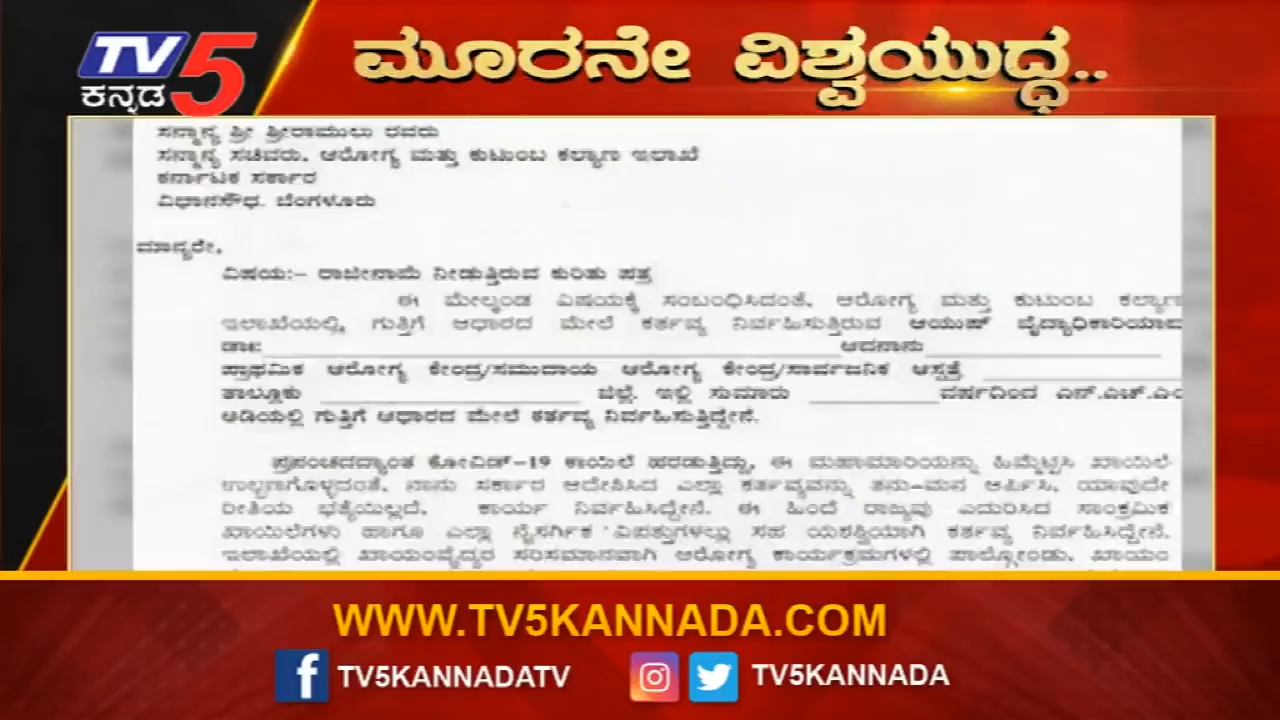 TV5
ಕನ್ನಡ
ಮೂರನೇ ವಿಶ್ವಯುದ್ಧ..
ಸನ್ಮಾನ್ಯ ಶ್ರೀ ಶ್ರೀರಾಮುಲು ರವರು
ಸನ್ಮಾನ್ಯ ಸಚಿವರು, ಆರೋಗ್ಯ ಮತ್ತು ಕುಟುಂಬ ಕಲ್ಯಾಣ ಇಲಾಖೆ
ಕರ್ನಾಟಕ ಸರ್ಕಾರ
ವಿಧಾನಸೌಧ. ಬೆಂಗಳೂರು
ಮಾನ್ಯರೇ,
ವಿಷಯ:- ರಾಜೀನಾಮೆ ನೀಡುತ್ತಿರುವ ಕುರಿತು ಪತ್ರ
ಈ ಮೇಲ್ಕಂಡ ವಿಷಯಕ್ಕೆ ಸಂಬಂಧಿಸಿದಂತೆ, ಆರೋಗ್ಯ ಮತ್ತು ಕುಟುಂಬ ಕಲ್ಯಾಣ
ಇಲಾಖೆಯಲ್ಲಿ, ಗುತ್ತಿಗೆ ಆಧಾರದ ಮೇಲೆ ಕರ್ತವ್ಯ ನಿರ್ವಹಿಸುತ್ತಿರುವ ಆಯುಷ್ ವೈದ್ಯಾಧಿಕಾರಿಯಾದ
ಡಾ: ಆದನಾನು
ಪ್ರಾಥಮಿಕ ಆರೋಗ್ಯ ಕೇಂದ್ರ/ಸಮುದಾಯ ಆರೋಗ್ಯ ಕೇಂದ್ರ/ಸಾರ್ವಜನಿಕ ಆಸ್ಪತ್ರೆ
ತಾಲ್ಲೂಕು ಜಿಲ್ಲೆ, ಇಲ್ಲಿ ಸುಮಾರು ವರ್ಷದಿಂದ ಎನ್.ಎಚ್.ಎಂ
ಅಡಿಯಲ್ಲಿ ಗುತ್ತಿಗೆ ಆಧಾರದ ಮೇಲೆ ಕರ್ತವ್ಯ ನಿರ್ವಹಿಸುತ್ತಿದ್ದೇನೆ.
ಪ್ರಪಂಚದದ್ಯಾಂತ ಕೋವಿಡ್-19 ಕಾಯಿಲೆ ಹರಡುತ್ತಿದ್ದು, ಈ ಮಹಾಮಾರಿಯನ್ನು ಹಿಮ್ಮೆಟ್ಟಿಸಿ ಖಾಯಿಲೆ
ಉಲ್ಬಣಗೊಳ್ಳದಂತೆ, ನಾನು ಸರ್ಕಾರ ಆದೇಶಿಸಿದ ಎಲ್ಲಾ ಕರ್ತವ್ಯವನ್ನು ತನು-ಮನ ಅರ್ಪಿಸಿ, ಯಾವುದೇ
ರೀತಿಯ ಭತ್ಯೆಯಿಲ್ಲದೆ, ಕಾರ್ಯ ನಿರ್ವಹಿಸಿದ್ದೇನೆ. ಈ ಹಿಂದೆ ರಾಜ್ಯವು ಎದುರಿಸಿದ ಸಾಂಕ್ರಮಿಕ
ಖಾಯಿಲೆಗಳು ಹಾಗೂ ಎಲ್ಲಾ ನೈಸರ್ಗಿಕ ವಿಪತ್ತುಗಳಲ್ಲು ಸಹ ಯಶಸ್ವಿಯಾಗಿ ಕರ್ತವ್ಯ ನಿರ್ವಹಿಸಿದ್ದೇನೆ.
ಇಲಾಖೆಯಲ್ಲಿ ಖಾಯಂವೈದ್ಯರ ಸರಿಸಮಾನವಾಗಿ ಆರೋಗ್ಯ ಕಾರ್ಯಕ್ರಮಗಳಲ್ಲಿ ಪಾಲ್ಗೋಂಡು, ಖಾಯಂ
WWW.TV5KANNADA.COM
TV5KANNADATV
TV5KANNADA